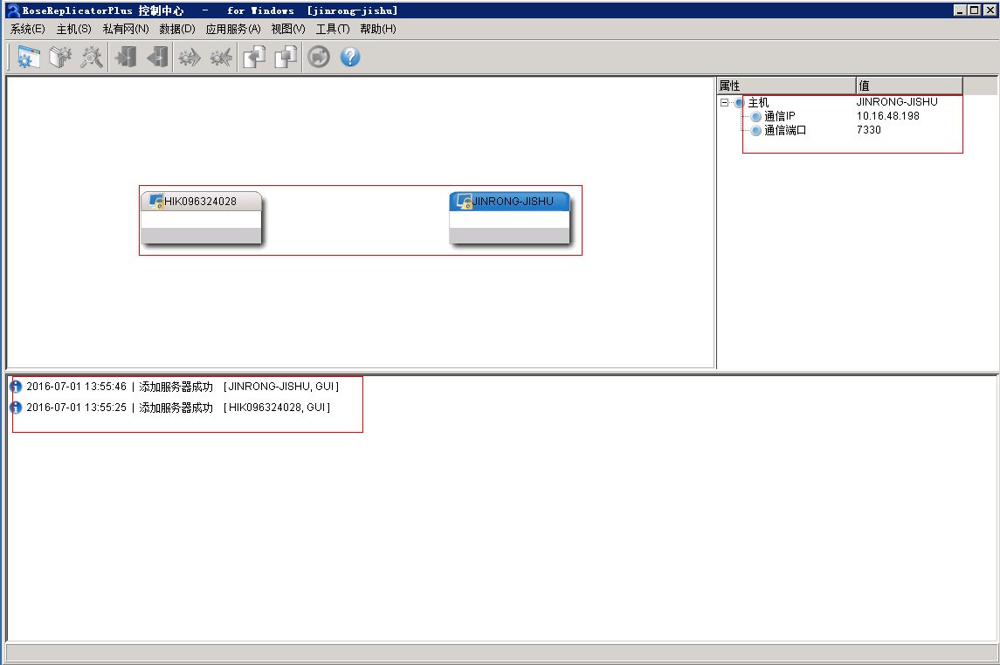 RoseReplicatorPlus 控制中心 - for Windows [jinrong-jishu]
系统(E) 主机(S) 私有网(N) 数据(D) 应用服务(A) 视图(V) 工具(T) 帮助(H)
属性 值
主机 JINRONG-JISHU
通信IP 10.16.48.198
通信端口 7330
HIK096324028 JINRONG-JISHU
2016-07-01 13:55:46 | 添加服务器成功 [JINRONG-JISHU, GUI]
2016-07-01 13:55:25 | 添加服务器成功 [HIK096324028, GUI]